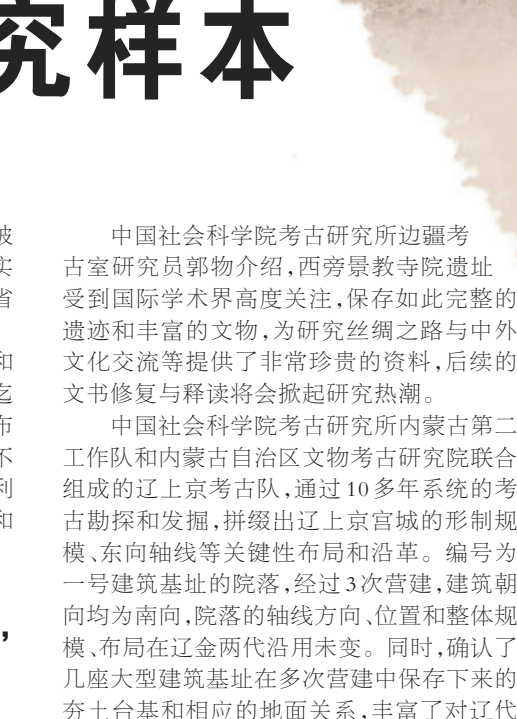 究样本
破
实
省
和
迄
布
不
利
和
，
中国社会科学院考古研究所边疆考
古室研究员郭物介绍，西旁景教寺院遗址
受到国际学术界高度关注，保存如此完整的
遗迹和丰富的文物，为研究丝绸之路与中外
文化交流等提供了非常珍贵的资料，后续的
文书修复与释读将会掀起研究热潮。
中国社会科学院考古研究所内蒙古第二
工作队和内蒙古自治区文物考古研究院联合
组成的辽上京考古队，通过10多年系统的考
古勘探和发掘，拼缀出辽上京宫城的形制规
模、东向轴线等关键性布局和沿革。编号为
一号建筑基址的院落，经过3次营建，建筑朝
向均为南向，院落的轴线方向、位置和整体规
模、布局在辽金两代沿用未变。同时，确认了
几座大型建筑基址在多次营建中保存下来的
夯土台基和相应的地面关系，丰富了对辽代